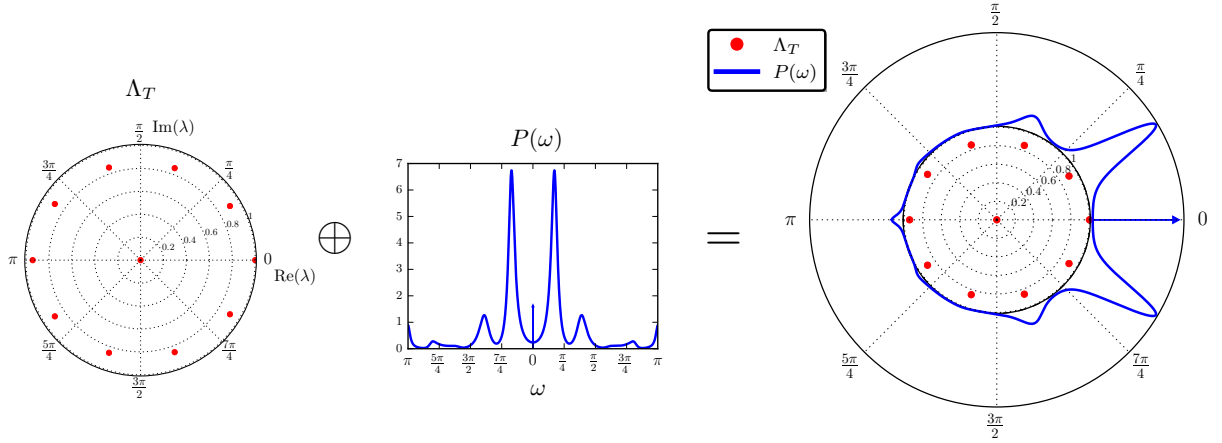 Λ_T
π/2 Im(λ)
3π/4 π/4
π 0
Re(λ)
0.2 0.4 0.6 0.8 1
5π/4 7π/4
3π/2
⊕
P(ω)
7
6
5
4
3
2
1
0
π 5π/4 3π/2 7π/4 0 π/4 π/2 3π/4 π
ω
=
Λ_T
P(ω)
π/2
3π/4 π/4
π 0
0.2 0.4 0.6 0.8 1
5π/4 7π/4
3π/2